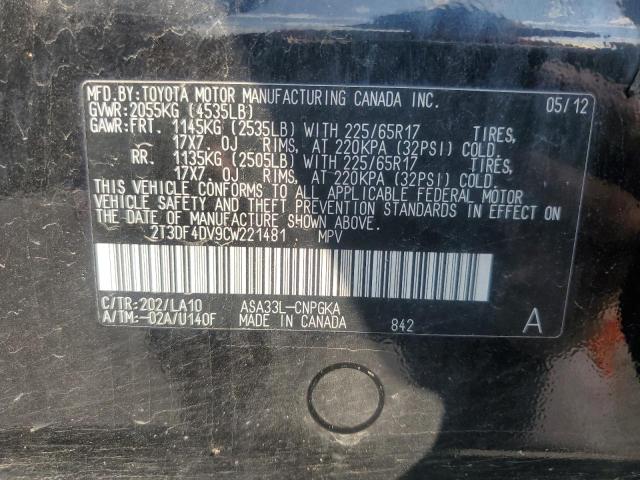 MFD.BY:TOYOTA MOTOR MANUFACTURING CANADA INC. 05/12
GVWR:2055KG (4535LB)
GAWR:FRT. 1145KG (2535LB) WITH 225/65R17 TIRES,
17X7. OJ RIMS, AT 220KPA (32PSI) COLD.
RR. 1135KG (2505LB) WITH 225/65R17 TIRES,
17X7. OJ RIMS, AT 220KPA (32PSI) COLD.
THIS VEHICLE CONFORMS TO ALL APPLICABLE FEDERAL MOTOR
VEHICLE SAFETY AND THEFT PREVENTION STANDARDS IN EFFECT ON
THE DATE OF MANUFACTURE SHOWN ABOVE.
2T3DF4DV9CW221481 MPV
C/TR:202/LA10 ASA33L-CNPGKA
A/TM:-02A/U140F MADE IN CANADA 842 A